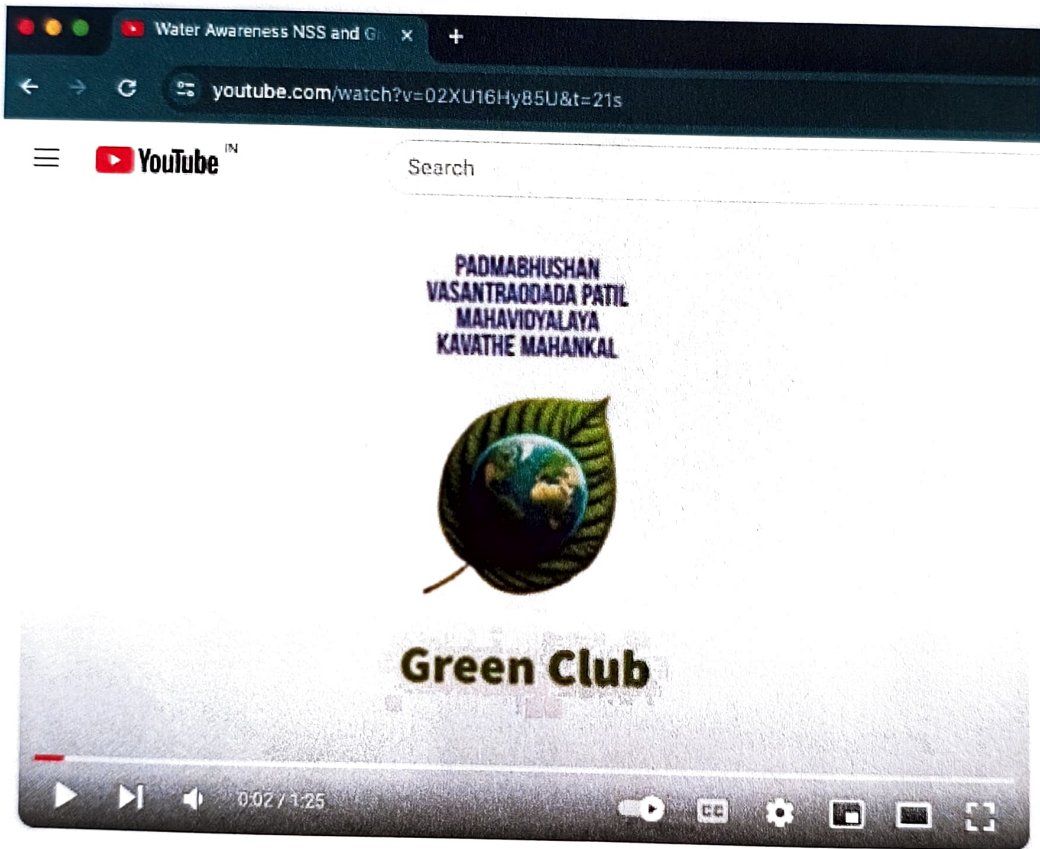 Water Awareness NSS and G
youtube.com/watch?v=02XU16Hy85U&t=21s
YouTube IN
Search
PADMABHUSHAN
VASANTRAODADA PATIL
MAHAVIDYALAYA
KAVATHE MAHANKAL
Green Club
0:02 / 1:25
CC